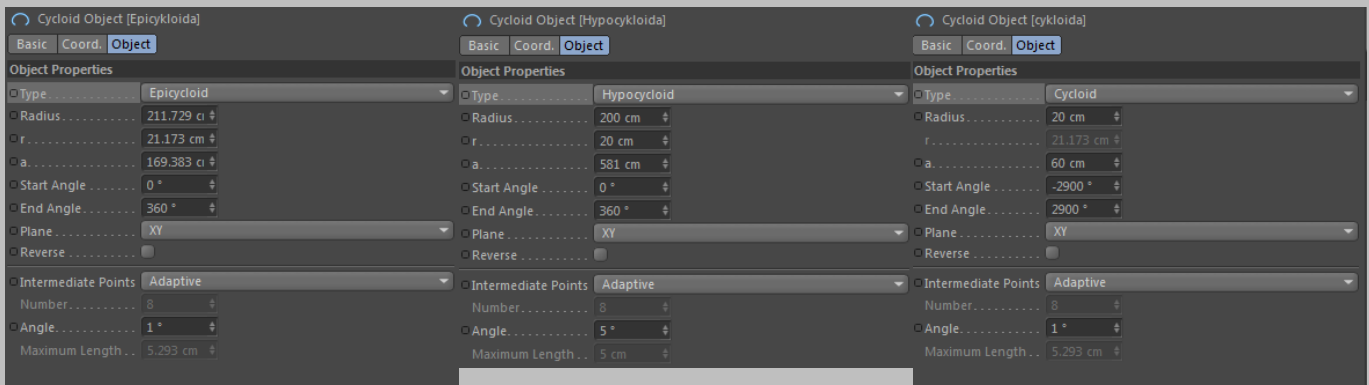 Cycloid Object [Epicykloida]
Basic Coord. Object
Object Properties
Type Epicycloid
Radius 211.729 c
r 21.173 cm
a 169.383 c
Start Angle 0 °
End Angle 360 °
Plane XY
Reverse
Intermediate Points Adaptive
Number 8
Angle 1 °
Maximum Length 5.293 cm
Cycloid Object [Hypocykloida]
Basic Coord. Object
Object Properties
Type Hypocycloid
Radius 200 cm
r 20 cm
a 581 cm
Start Angle 0 °
End Angle 360 °
Plane XY
Reverse
Intermediate Points Adaptive
Number 8
Angle 5 °
Maximum Length 5 cm
Cycloid Object [cykloida]
Basic Coord. Object
Object Properties
Type Cycloid
Radius 20 cm
r 21.173 cm
a 60 cm
Start Angle -2900 °
End Angle 2900 °
Plane XY
Reverse
Intermediate Points Adaptive
Number 8
Angle 1 °
Maximum Length 5.293 cm